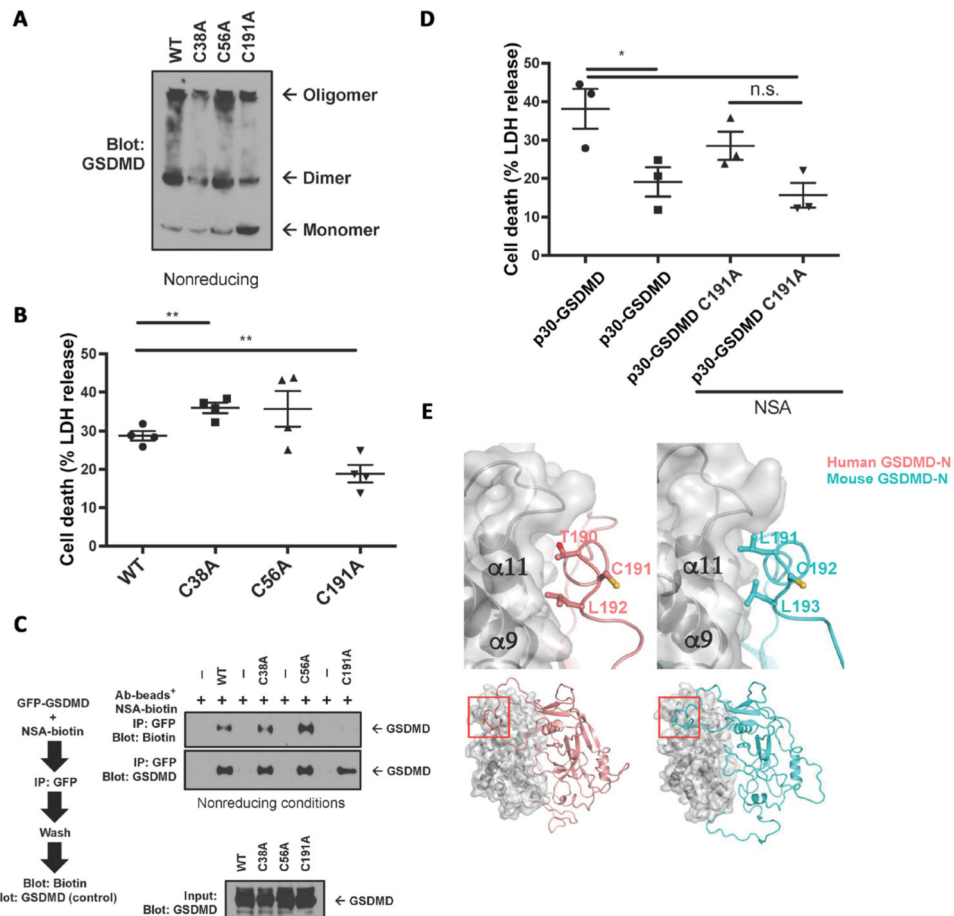 A
WT
C38A
C56A
C191A
← Oligomer
Blot:
GSDMD
← Dimer
← Monomer
Nonreducing
B
**
**
Cell death (% LDH release)
50
40
30
20
10
0
WT
C38A
C56A
C191A
C
GFP-GSDMD
+
NSA-biotin
IP: GFP
Wash
Blot: Biotin
lot: GSDMD (control)
– WT – C38A – C56A – C191A
Ab-beads+
NSA-biotin
+ + + + + + + +
IP: GFP
Blot: Biotin
← GSDMD
IP: GFP
Blot: GSDMD
← GSDMD
Nonreducing conditions
WT
C38A
C56A
C191A
Input:
Blot: GSDMD
← GSDMD
D
*
n.s.
Cell death (% LDH release)
50
40
30
20
10
0
p30-GSDMD
p30-GSDMD
p30-GSDMD C191A
p30-GSDMD C191A
NSA
E
Human GSDMD-N
Mouse GSDMD-N
T190
C191
L192
α11
α9
L191
C192
L193
α11
α9